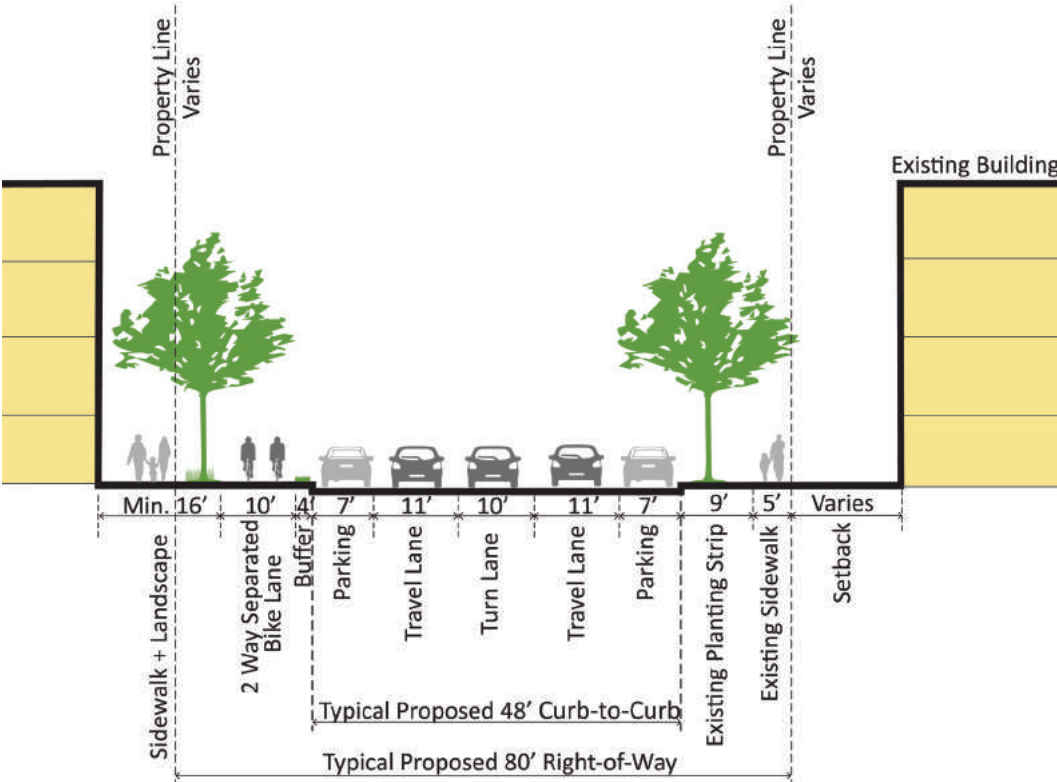 Property Line
Varies
Property Line
Varies
Existing Building
Min. 16’
10’
4’
7’
11’
10’
11’
7’
9’
5’
Varies
Sidewalk + Landscape
2 Way Separated
Bike Lane
Buffer
Parking
Travel Lane
Turn Lane
Travel Lane
Parking
Existing Planting Strip
Existing Sidewalk
Setback
Typical Proposed 48’ Curb-to-Curb
Typical Proposed 80’ Right-of-Way